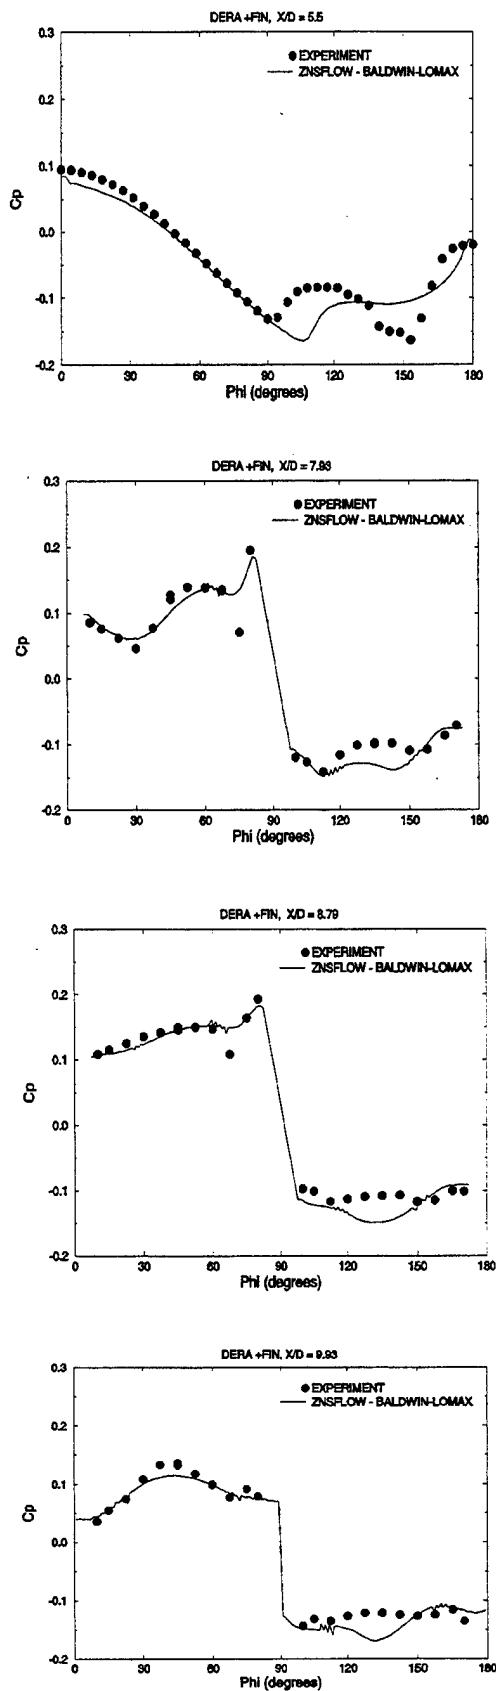 DERA +FIN, X/D = 5.5
0.3
EXPERIMENT
ZNSFLOW - BALDWIN-LOMAX
0.2
0.1
Cp
0.0
-0.1
-0.2
0 30 60 90 120 150 180
Phi (degrees)
DERA +FIN, X/D = 7.93
0.3
EXPERIMENT
ZNSFLOW - BALDWIN-LOMAX
0.2
0.1
Cp
0.0
-0.1
-0.2
0 30 60 90 120 150 180
Phi (degrees)
DERA +FIN, X/D = 8.79
0.3
EXPERIMENT
ZNSFLOW - BALDWIN-LOMAX
0.2
0.1
Cp
0.0
-0.1
-0.2
0 30 60 90 120 150 180
Phi (degrees)
DERA +FIN, X/D = 9.93
0.3
EXPERIMENT
ZNSFLOW - BALDWIN-LOMAX
0.2
0.1
Cp
0.0
-0.1
-0.2
0 30 60 90 120 150 180
Phi (degrees)